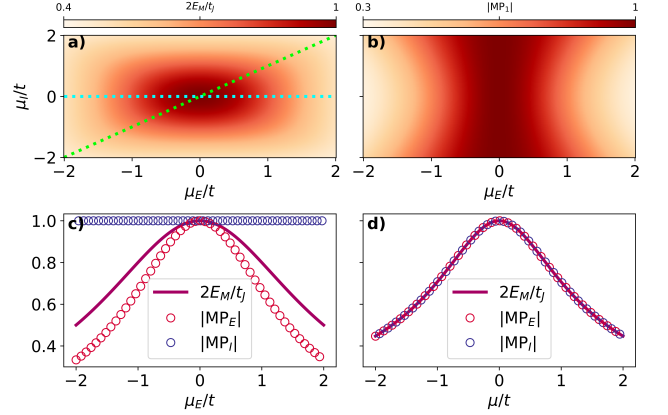 2E_M/t_J
0.4 1
|MP_1|
0.3 1
a)
μ_I/t
2
0
−2
−2 −1 0 1 2
μ_E/t
b)
−2 −1 0 1 2
μ_E/t
c)
1.0
0.8
0.6
0.4
2E_M/t_J
|MP_E|
|MP_I|
−2 −1 0 1 2
μ_E/t
d)
2E_M/t_J
|MP_E|
|MP_I|
−2 −1 0 1 2
μ/t